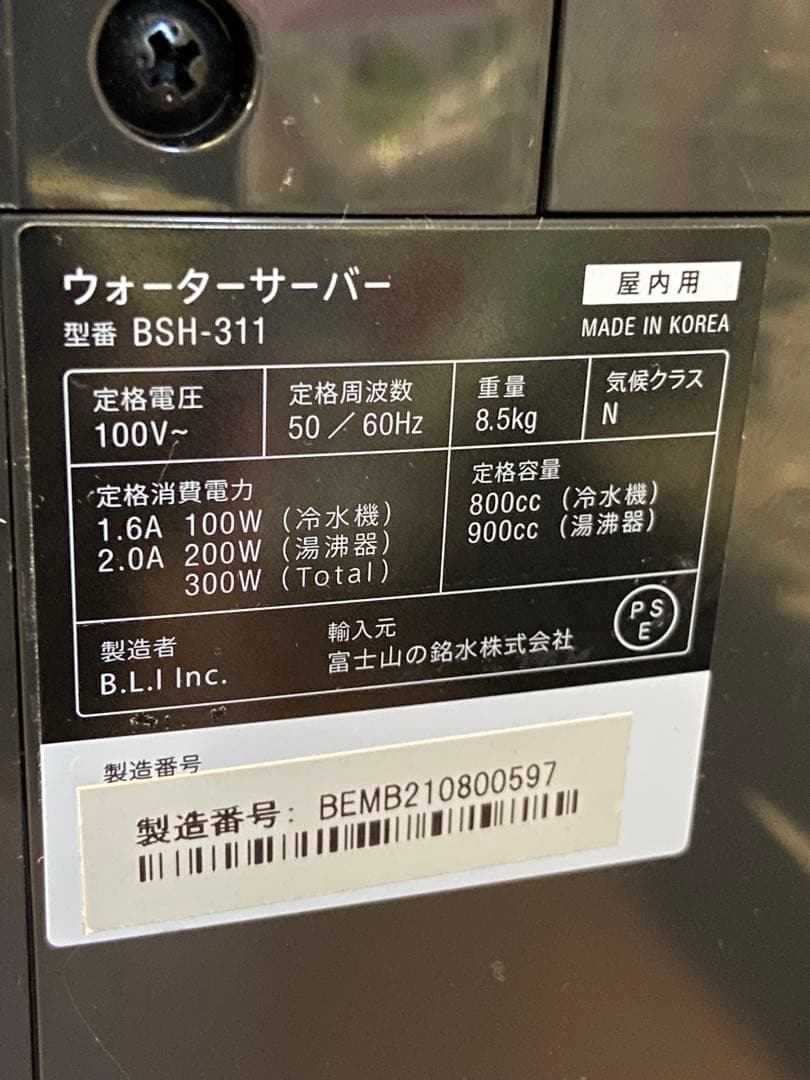 ウォーターサーバー
屋内用
型番 BSH-311
MADE IN KOREA
定格電圧
100V~
定格周波数
50 / 60Hz
重量
8.5kg
気候クラス
N
定格消費電力
1.6A 100W (冷水機)
2.0A 200W (湯沸器)
300W (Total)
定格容量
800cc (冷水機)
900cc (湯沸器)
製造者
B.L.I Inc.
輸入元
富士山の銘水株式会社
PS
E
製造番号
製造番号: BEMB210800597